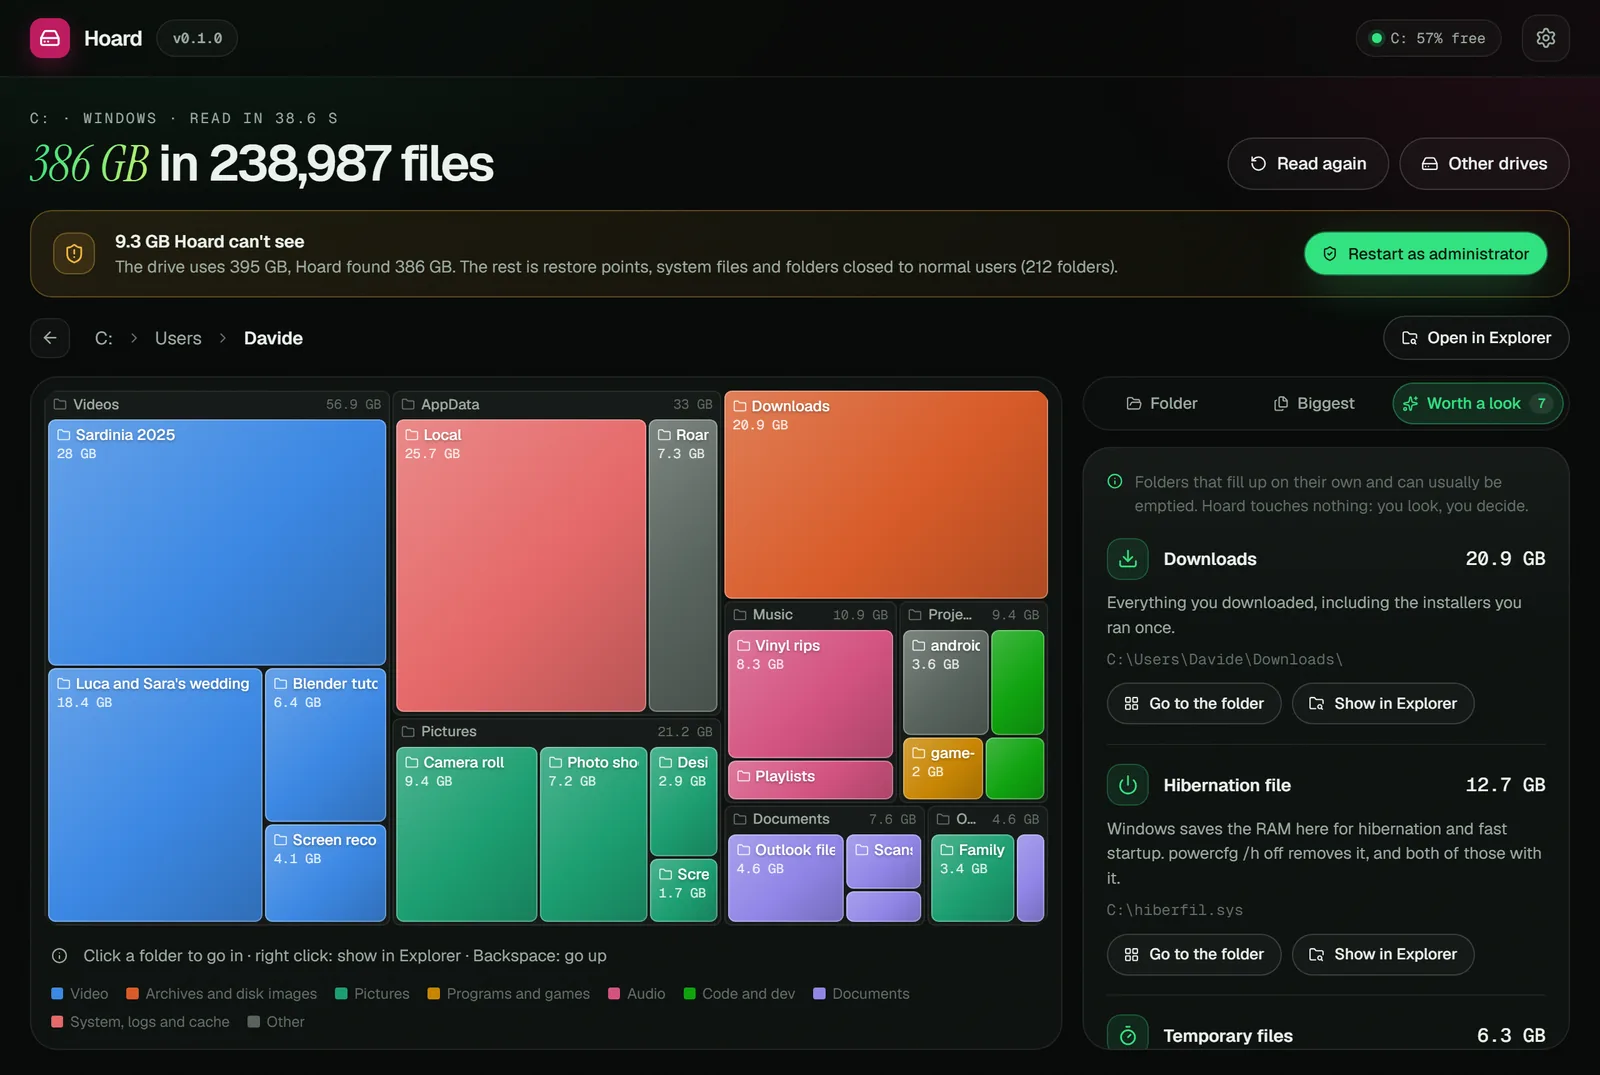 Hoard
v0.1.0
C: 57% free
C: · WINDOWS · READ IN 38.6 S
386 GB in 238,987 files
Read again
Other drives
9.3 GB Hoard can't see
The drive uses 395 GB, Hoard found 386 GB. The rest is restore points, system files and folders closed to normal users (212 folders).
Restart as administrator
C: > Users > Davide
Open in Explorer
Videos 56.9 GB
Sardinia 2025
28 GB
Luca and Sara's wedding
18.4 GB
Blender tuto
6.4 GB
Screen reco
4.1 GB
AppData 33 GB
Local
25.7 GB
Roar
7.3 GB
Pictures 21.2 GB
Camera roll
9.4 GB
Photo sho
7.2 GB
Desi
2.9 GB
Scre
1.7 GB
Downloads
20.9 GB
Music 10.9 GB
Vinyl rips
8.3 GB
Playlists
Proje... 9.4 GB
android
3.6 GB
game-
2 GB
Documents 7.6 GB
Outlook file
4.6 GB
Scans
O... 4.6 GB
Family
3.4 GB
Click a folder to go in · right click: show in Explorer · Backspace: go up
Video
Archives and disk images
Pictures
Programs and games
Audio
Code and dev
Documents
System, logs and cache
Other
Folder
Biggest
Worth a look 7
Folders that fill up on their own and can usually be
emptied. Hoard touches nothing: you look, you decide.
Downloads 20.9 GB
Everything you downloaded, including the installers you
ran once.
C:\Users\Davide\Downloads\
Go to the folder
Show in Explorer
Hibernation file 12.7 GB
Windows saves the RAM here for hibernation and fast
startup. powercfg /h off removes it, and both of those with
it.
C:\hiberfil.sys
Go to the folder
Show in Explorer
Temporary files 6.3 GB